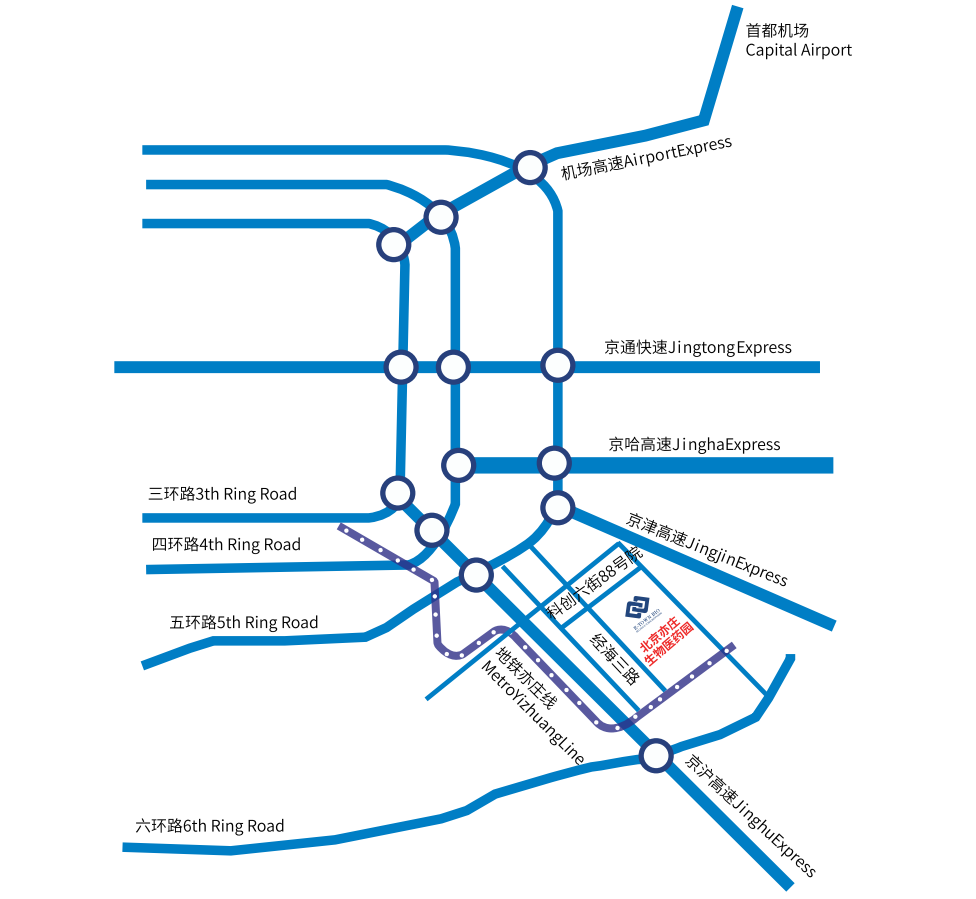 首都机场
Capital Airport
机场高速AirportExpress
京通快速JingtongExpress
京哈高速JinghaExpress
三环路3th Ring Road
京津高速JingjinExpress
四环路4th Ring Road
科创六街88号院
五环路5th Ring Road
E-TOWN BIO
北京亦庄
生物医药园
经海三路
地铁亦庄线
MetroYizhuangLine
京沪高速JinghuExpress
六环路6th Ring Road